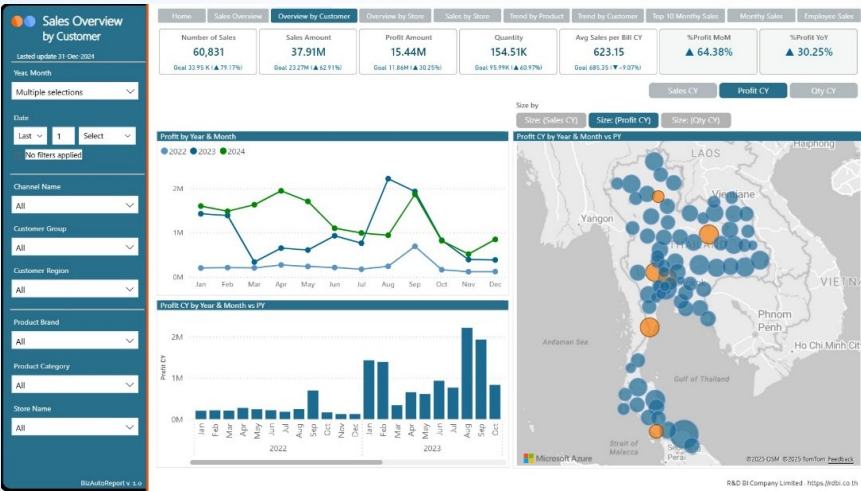 Sales Overview
by Customer
Lasted update 31-Dec-2024
Year, Month
Multiple selections
Date
Last
1
Select
No filters applied
Channel Name
All
Customer Group
All
Customer Region
All
Product Brand
All
Product Category
All
Store Name
All
BizAutoReport v. 1.0
Home
Sales Overview
Overview by Customer
Overview by Store
Sales by Store
Trend by Product
Trend by Customer
Top 10 Monthy Sales
Monthy Sales
Employee Sales
Number of Sales
60,831
Goal 33.95 K (▲ 79.17%)
Sales Amount
37.91M
Goal 23.27M (▲ 62.91%)
Profit Amount
15.44M
Goal 11.86M (▲ 30.25%)
Quantity
154.51K
Goal 95.99K (▲ 60.97%)
Avg Sales per Bill CY
623.15
Goal 685.35 (▼ -9.07%)
%Profit MoM
▲ 64.38%
%Profit YoY
▲ 30.25%
Sales CY
Profit CY
Qty CY
Size by
Size: (Sales CY)
Size: (Profit CY)
Size: (Qty CY)
Profit by Year & Month
2022 2023 2024
2M
1M
0M
Jan Feb Mar Apr May Jun Jul Aug Sep Oct Nov Dec
Profit CY by Year & Month vs PY
Profit CY
2M
1M
0M
Jan Feb Mar Apr May Jun Jul Aug Sep Oct Nov Dec Jan Feb Mar Apr May Jun Jul Aug Sep Oct
2022 2023
Profit CY by Year & Month vs PY
Haiphong
LAOS
Vientiane
Yangon
THAILAND
VIETN
Phnom
Penh
Andaman Sea
Ho Chi Minh City
Gulf of Thailand
Strait of
Malacca
Perai
Microsoft Azure
©2025 OSM ©2025 TomTom Feedback
R&D BI Company Limited - https://rdbi.co.th